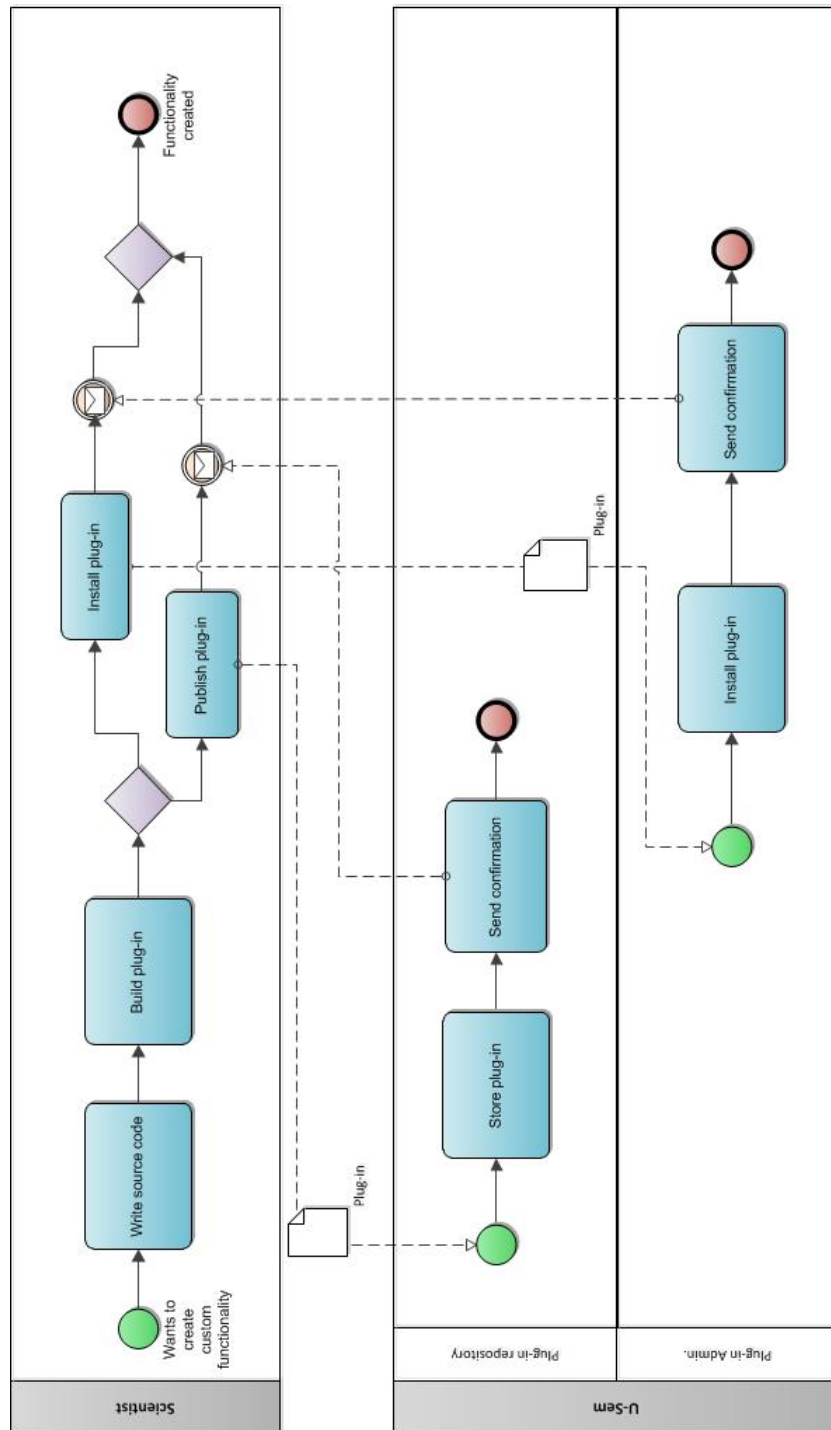 Scientist
Wants to
create
custom
functionality
Write source code
Build plug-in
Install plug-in
Publish plug-in
Functionality
created
Plug-in
Plug-in
U-Sem
Plug-in repository
Store plug-in
Send confirmation
Plug-in Admin.
Install plug-in
Send confirmation